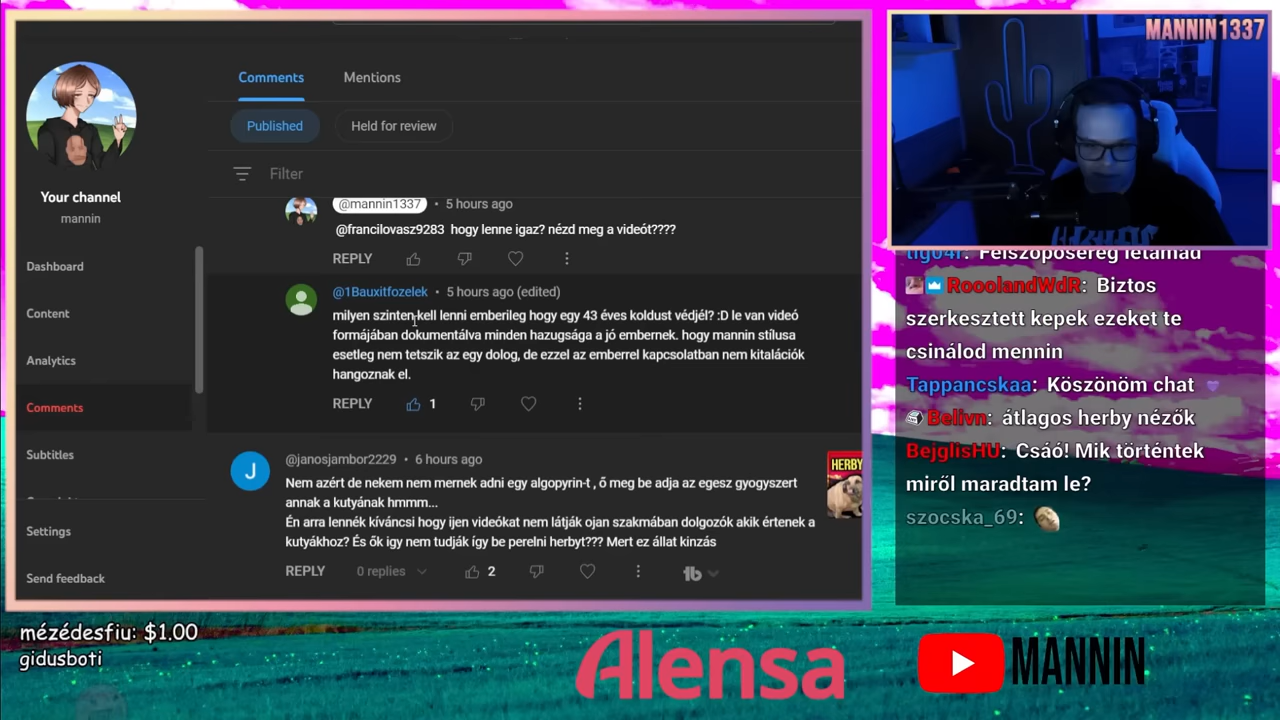 MANNIN1337
Comments
Mentions
Published
Held for review
Filter
Your channel
mannin
Dashboard
Content
Analytics
Comments
Subtitles
Settings
Send feedback
@mannin1337 • 5 hours ago
@francilovasz9283 hogy lenne igaz? nézd meg a videót????
REPLY
@1Bauxitfozelek • 5 hours ago (edited)
milyen szinten kell lenni emberileg hogy egy 43 éves koldust védjél? :D le van videó
formájában dokumentálva minden hazugsága a jó embernek. hogy mannin stílusa
esetleg nem tetszik az egy dolog, de ezzel az emberrel kapcsolatban nem kitalációk
hangoznak el.
REPLY 1
@janosjambor2229 • 6 hours ago
J
Nem azért de nekem nem mernek adni egy algopyrin-t , ő meg be adja az egesz gyogyszert
annak a kutyának hmmm...
Én arra lennék kíváncsi hogy ijen videókat nem látják ojan szakmában dolgozók akik értenek a
kutyákhoz? És ők igy nem tudják így be perelni herbyt??? Mert ez állat kinzás
REPLY 0 replies 2
HERBY
RooolandWdR: Biztos
szerkesztett kepek ezeket te
csinálod mennin
Tappancskaa: Köszönöm chat
Belivn: átlagos herby nézők
BejglisHU: Csáó! Mik történtek
miről maradtam le?
szocska_69:
mézédesfiu: $1.00
gidusboti
Alensa
MANNIN